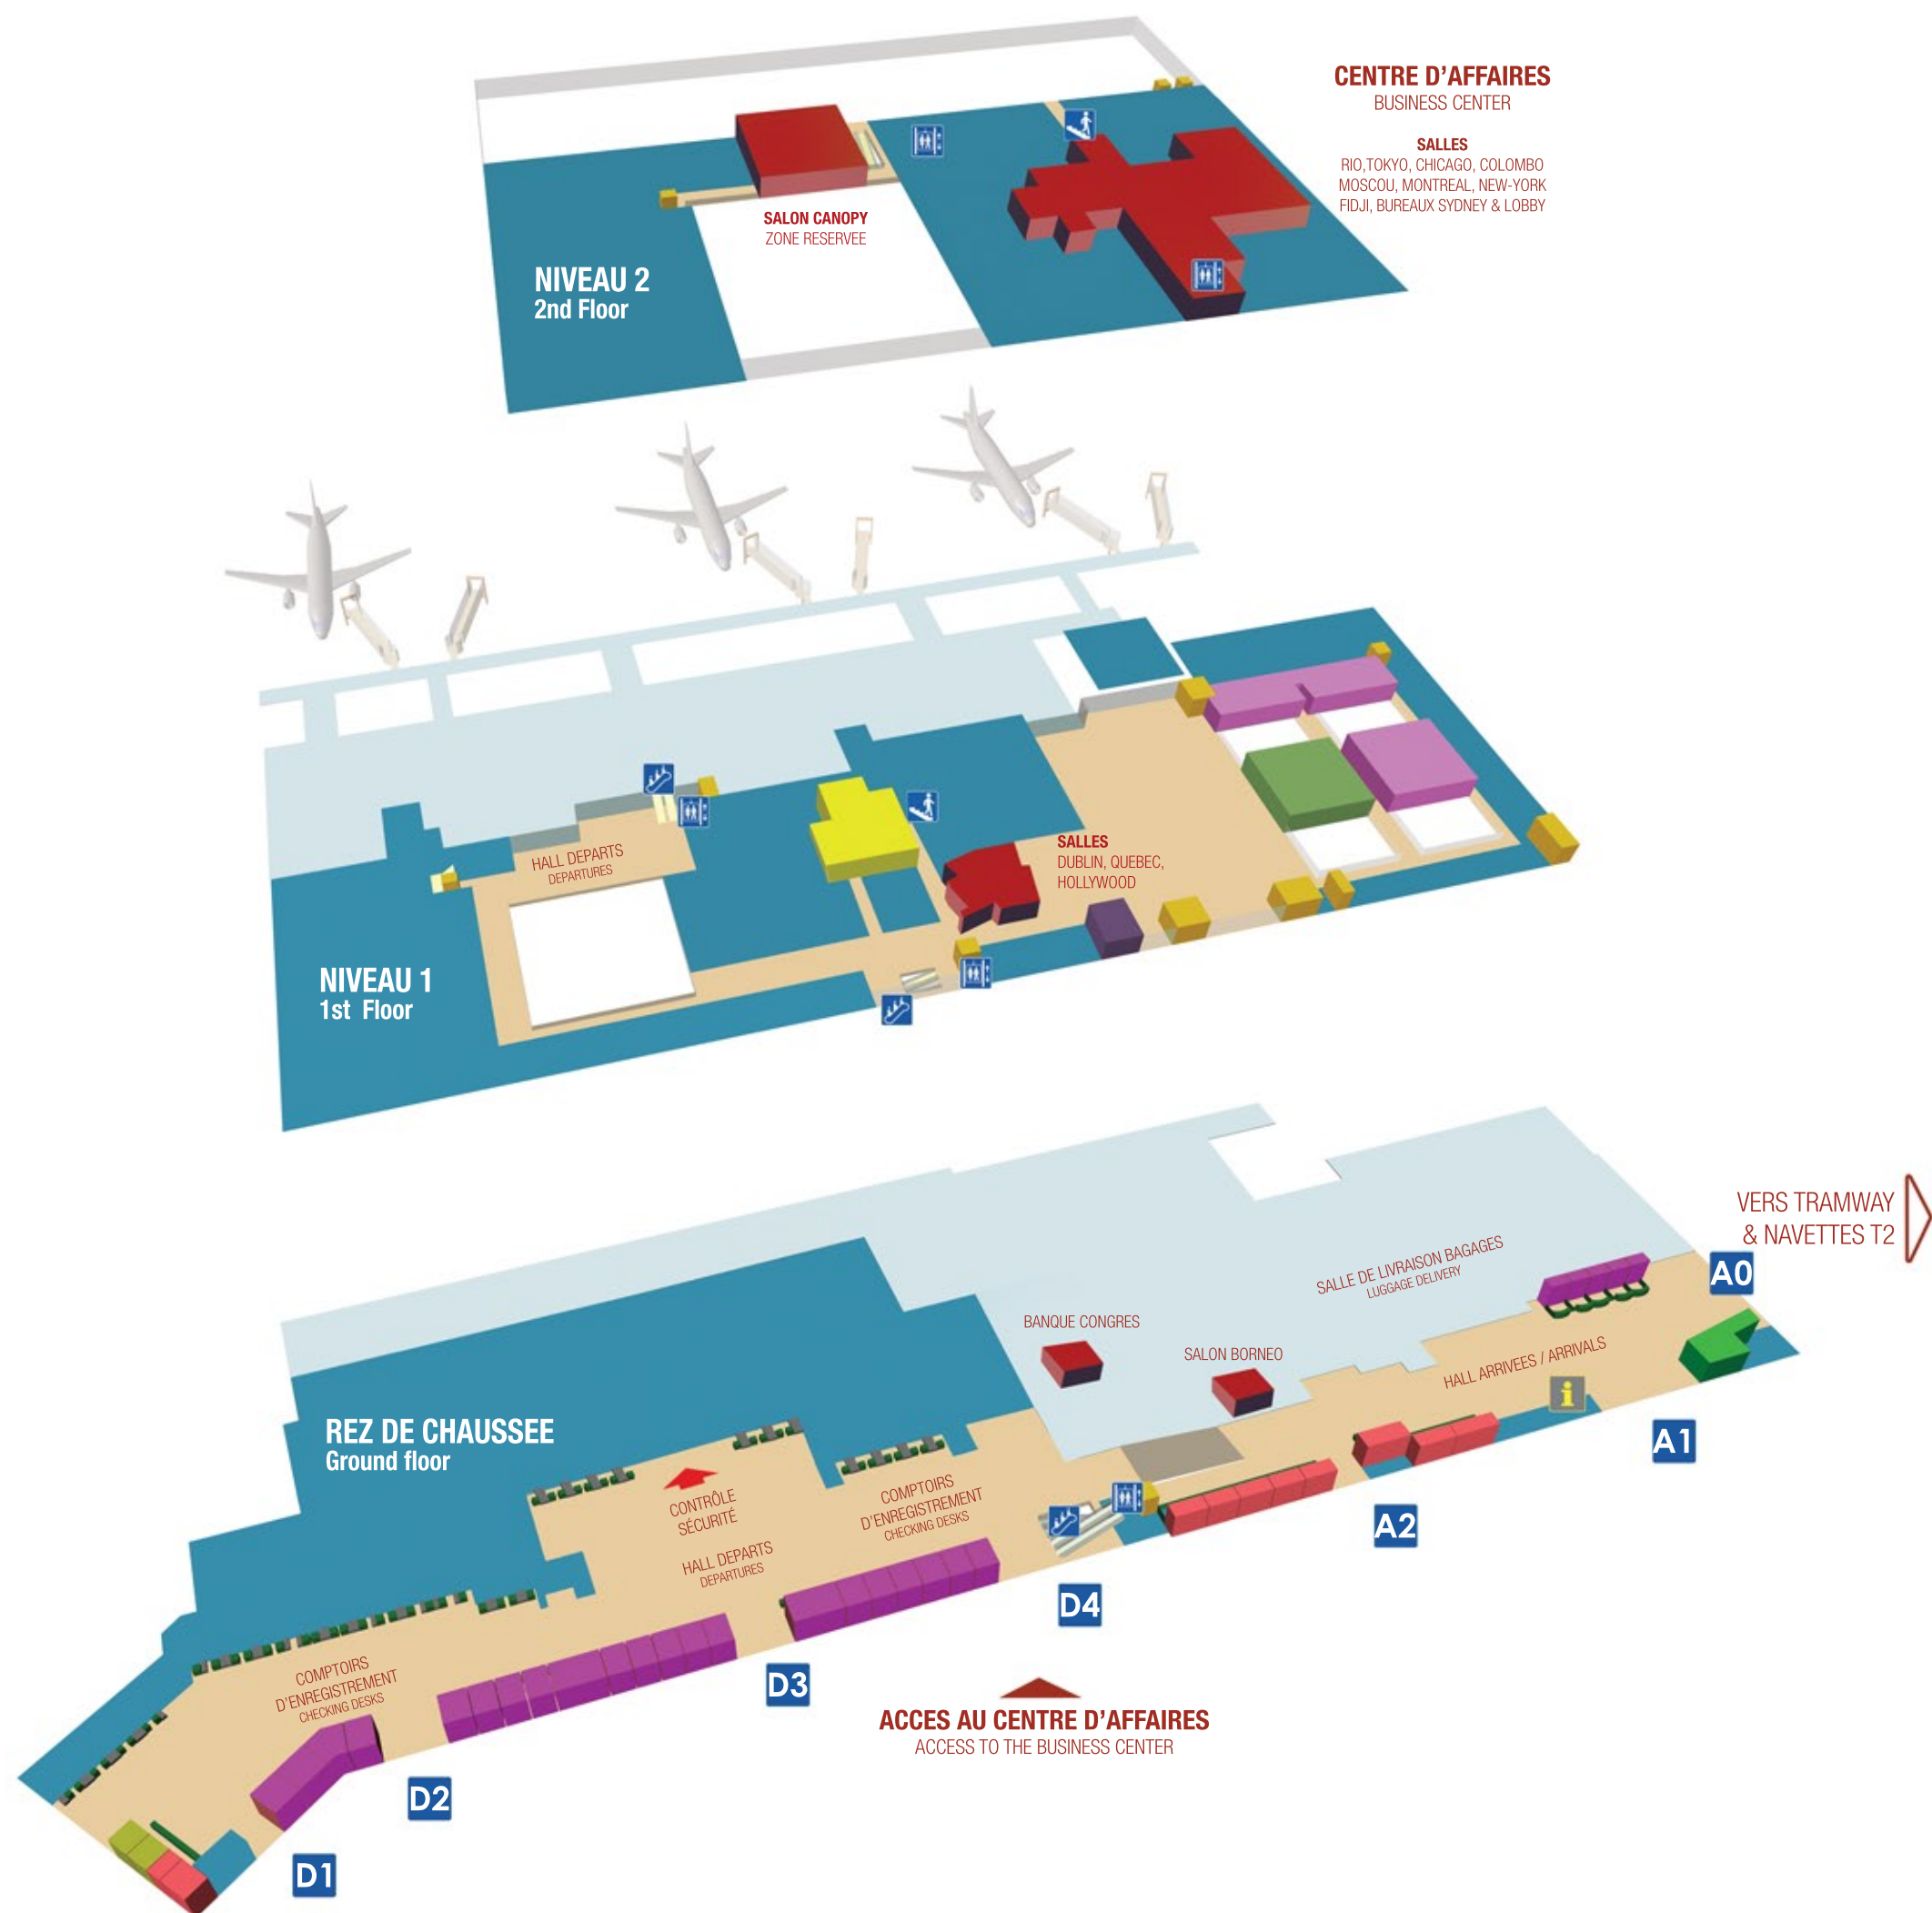 CENTRE D'AFFAIRES
BUSINESS CENTER
SALLES
RIO,TOKYO, CHICAGO, COLOMBO
MOSCOU, MONTREAL, NEW-YORK
FIDJI, BUREAUX SYDNEY & LOBBY
SALON CANOPY
ZONE RESERVEE
NIVEAU 2
2nd Floor
HALL DEPARTS
DEPARTURES
SALLES
DUBLIN, QUEBEC,
HOLLYWOOD
NIVEAU 1
1st Floor
VERS TRAMWAY
& NAVETTES T2
SALLE DE LIVRAISON BAGAGES
LUGGAGE DELIVERY
A0
BANQUE CONGRES
SALON BORNEO
HALL ARRIVEES / ARRIVALS
i
A1
REZ DE CHAUSSEE
Ground floor
CONTRÔLE
SÉCURITÉ
COMPTOIRS
D'ENREGISTREMENT
CHECKING DESKS
A2
HALL DEPARTS
DEPARTURES
D4
COMPTOIRS
D'ENREGISTREMENT
CHECKING DESKS
D3
ACCES AU CENTRE D'AFFAIRES
ACCESS TO THE BUSINESS CENTER
D2
D1